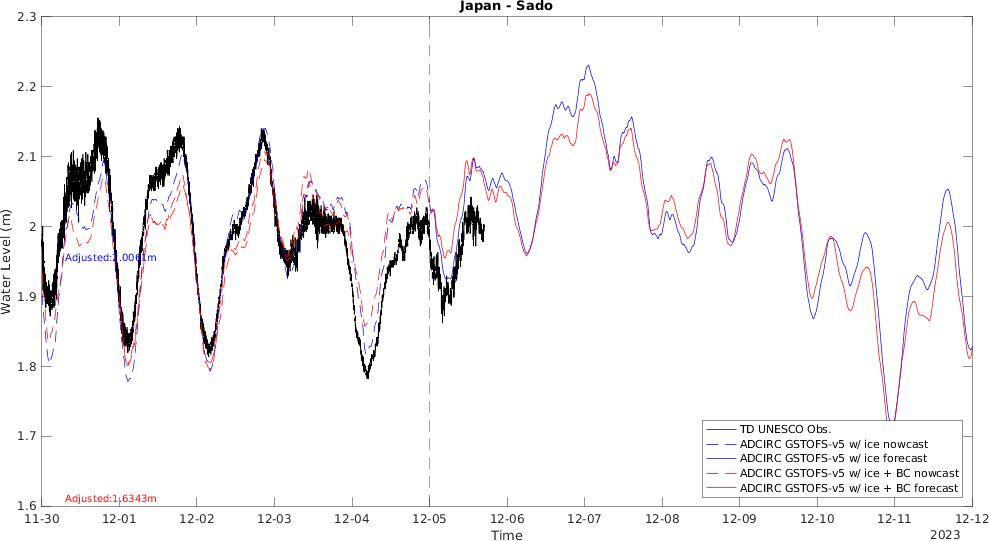 Japan - Sado
2.3
2.2
2.1
2
1.9
1.8
1.7
1.6
Water Level (m)
Adjusted:2.0061m
Adjusted:1.6343m
TD UNESCO Obs.
ADCIRC GSTOFS-v5 w/ ice nowcast
ADCIRC GSTOFS-v5 w/ ice forecast
ADCIRC GSTOFS-v5 w/ ice + BC nowcast
ADCIRC GSTOFS-v5 w/ ice + BC forecast
11-30 12-01 12-02 12-03 12-04 12-05 12-06 12-07 12-08 12-09 12-10 12-11 12-12
Time
2023